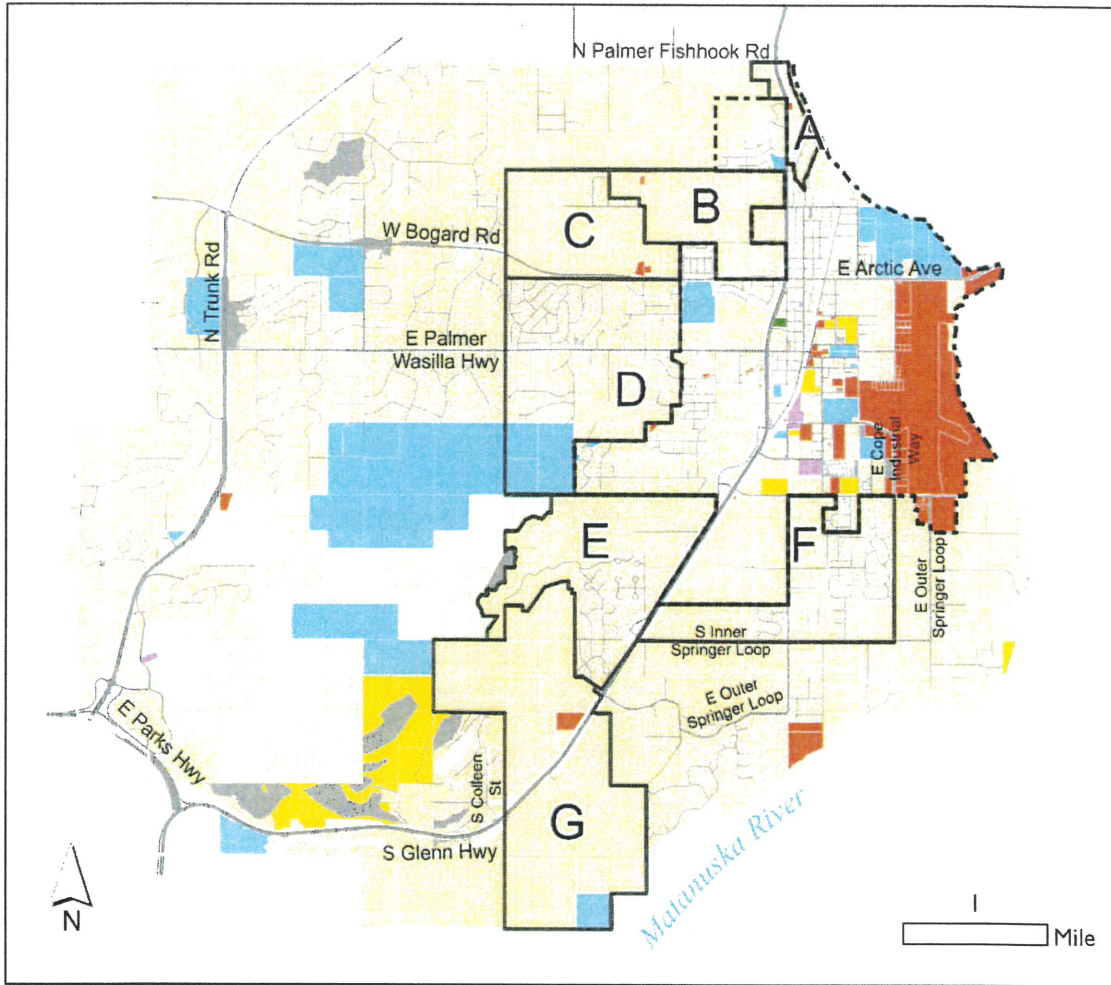 N Palmer Fishhook Rd
A
B
C
W Bogard Rd
N Trunk Rd
E Arctic Ave
E Palmer
Wasilla Hwy
D
E Cope
Industrial
Way
E
F
E Outer
Springer Loop
S Inner
Springer Loop
E Outer
Springer Loop
E Parks Hwy
S Colleen
St
G
S Glenn Hwy
Matanuska River
N
1
Mile